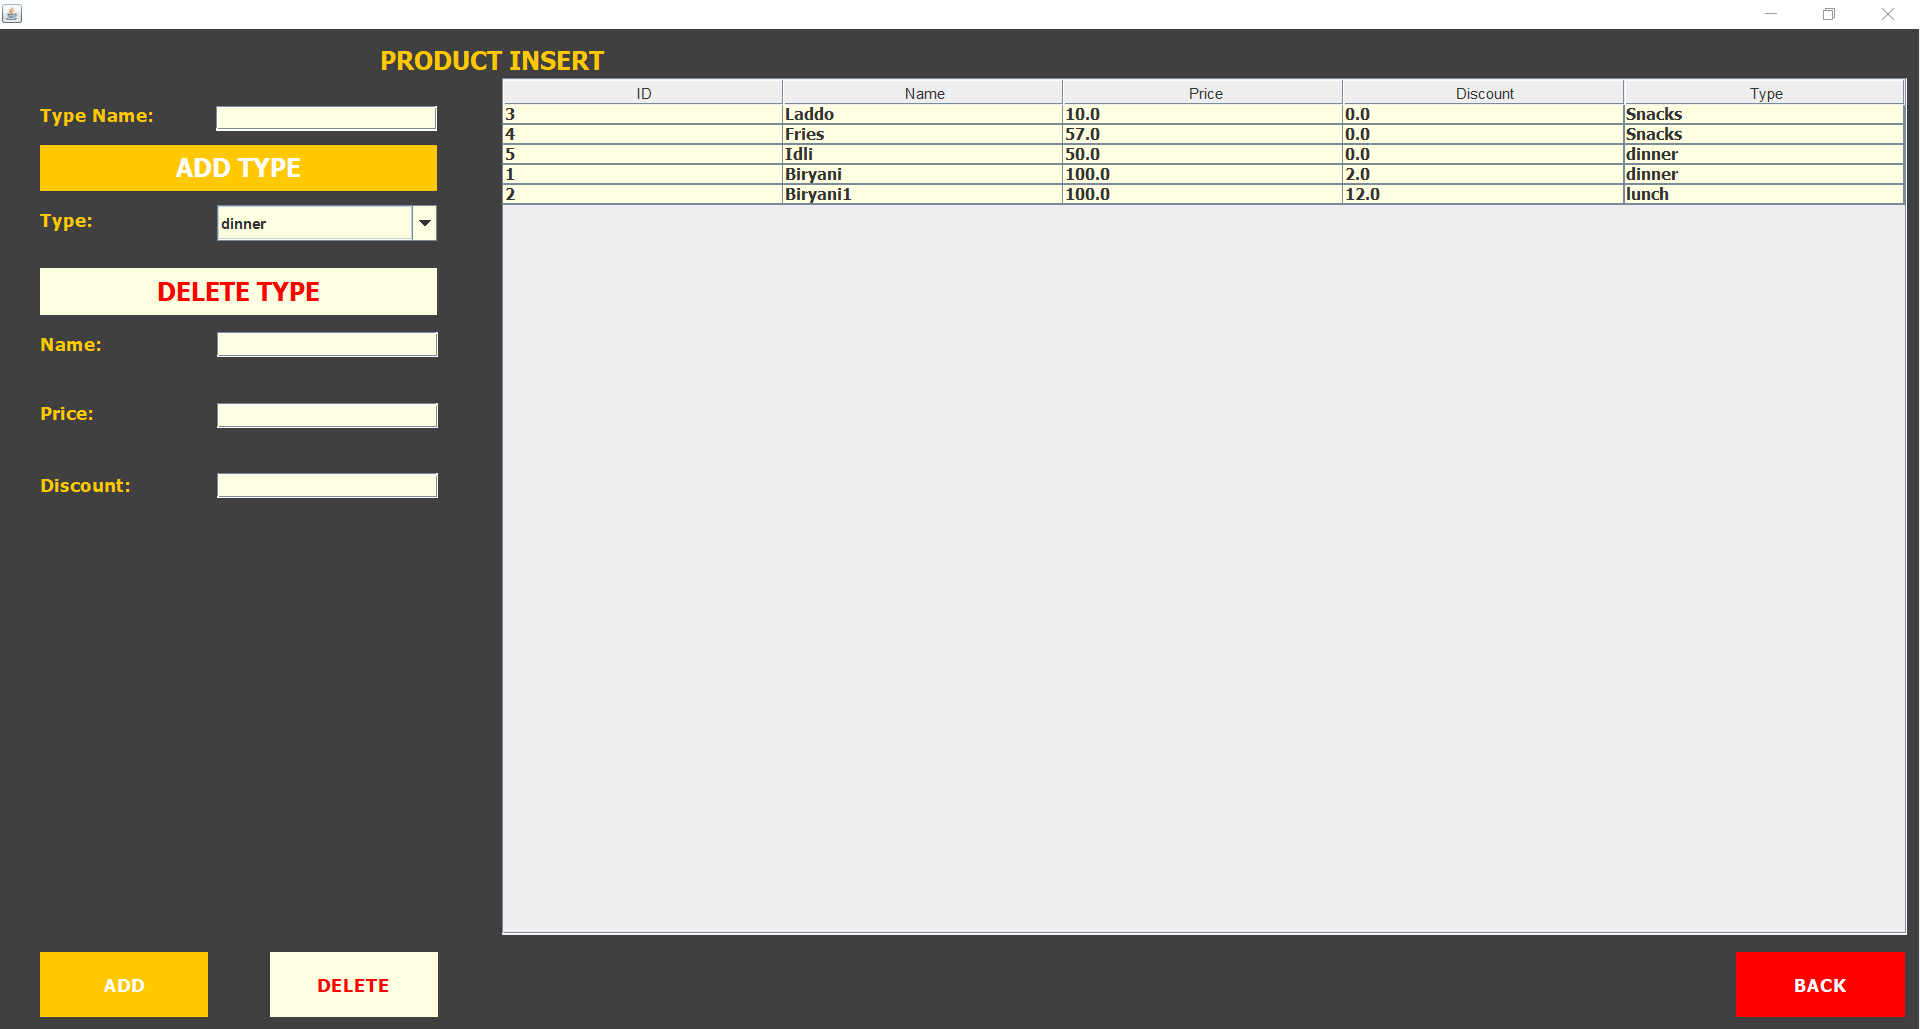 PRODUCT INSERT
Type Name:
ADD TYPE
Type:
dinner
DELETE TYPE
Name:
Price:
Discount:
ID Name Price Discount Type
3 Laddo 10.0 0.0 Snacks
4 Fries 57.0 0.0 Snacks
5 Idli 50.0 0.0 dinner
1 Biryani 100.0 2.0 dinner
2 Biryani1 100.0 12.0 lunch
ADD
DELETE
BACK